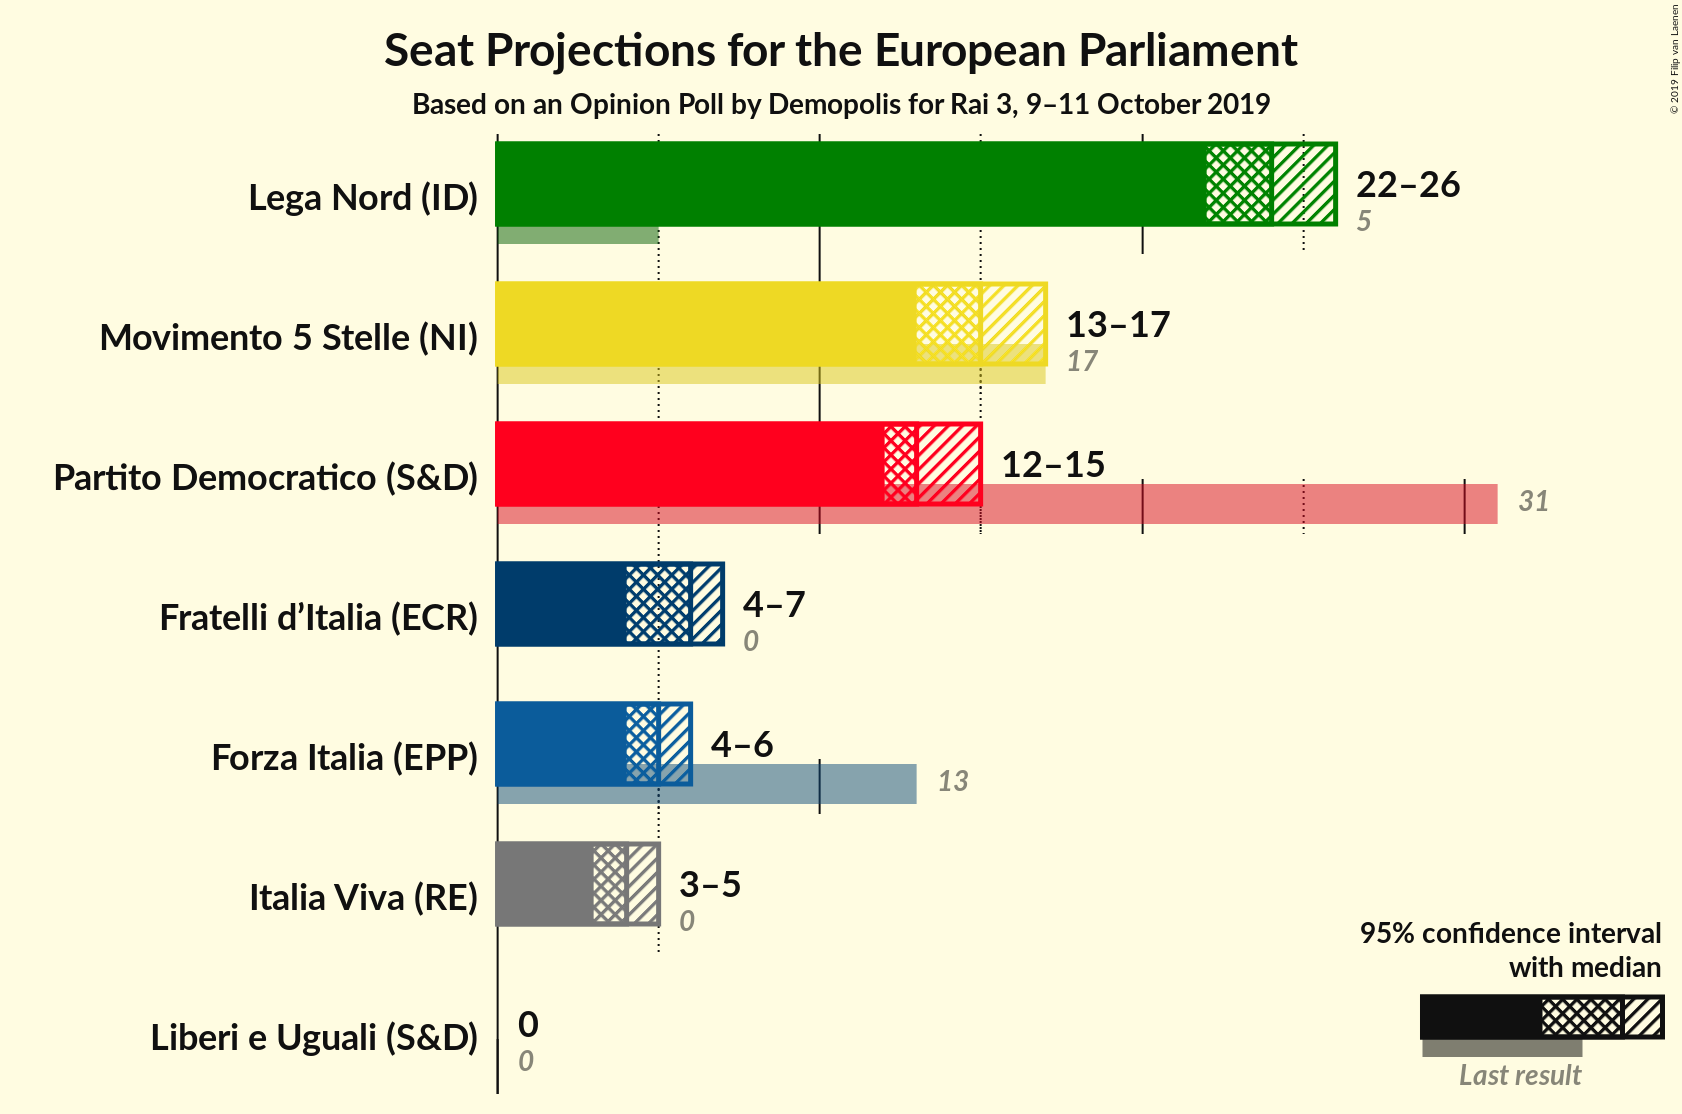 Seat Projections for the European Parliament
Based on an Opinion Poll by Demopolis for Rai 3, 9–11 October 2019
© 2019 Filip van Laenen
Lega Nord (ID)
22–26
5
Movimento 5 Stelle (NI)
13–17
17
Partito Democratico (S&D)
12–15
31
Fratelli d’Italia (ECR)
4–7
0
Forza Italia (EPP)
4–6
13
Italia Viva (RE)
3–5
0
Liberi e Uguali (S&D)
0
0
95% confidence interval
with median
Last result